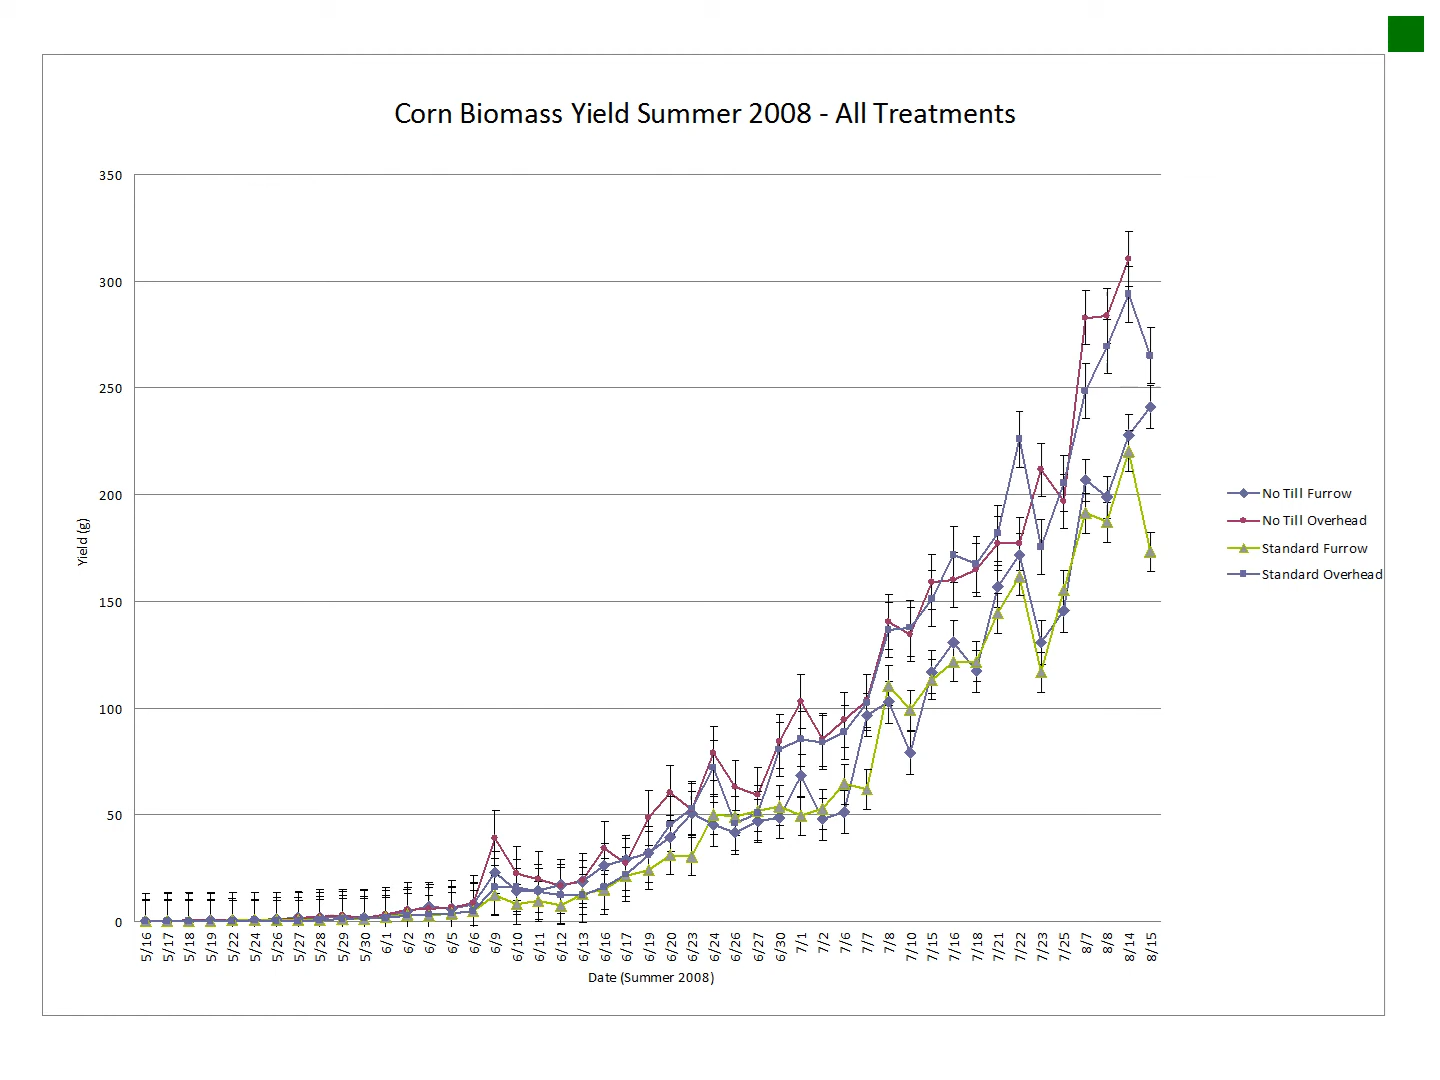 Corn Biomass Yield Summer 2008 - All Treatments
350
300
250
200
150
100
50
0
Yield (g)
5/16 5/17 5/18 5/19 5/22 5/24 5/26 5/27 5/28 5/29 5/30 6/1 6/2 6/3 6/5 6/6 6/9 6/10 6/11 6/12 6/13 6/16 6/17 6/19 6/20 6/23 6/24 6/26 6/27 6/30 7/1 7/2 7/6 7/7 7/8 7/10 7/15 7/16 7/18 7/21 7/22 7/23 7/25 8/7 8/8 8/14 8/15
Date (Summer 2008)
No Till Furrow
No Till Overhead
Standard Furrow
Standard Overhead